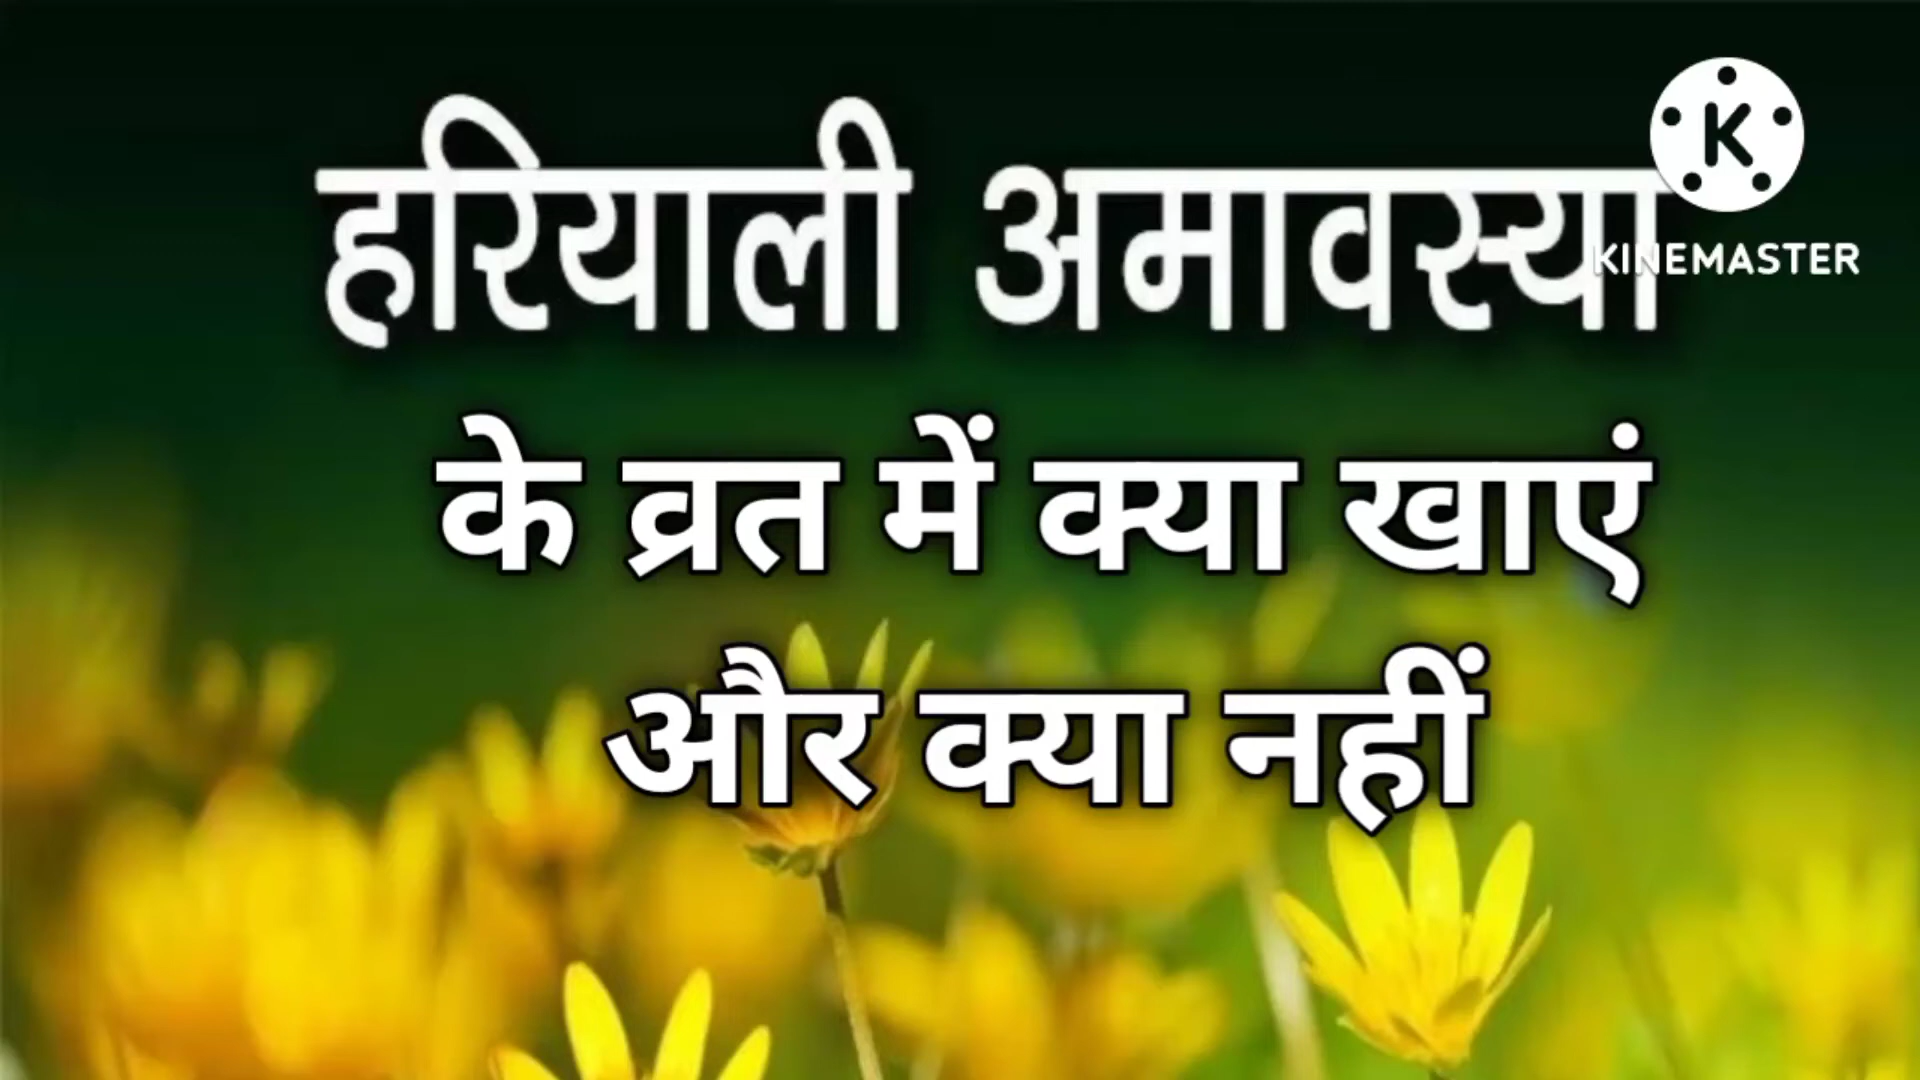 हरियाली अमावस्या
KINEMASTER
के व्रत में क्या खाएं
और क्या नहीं